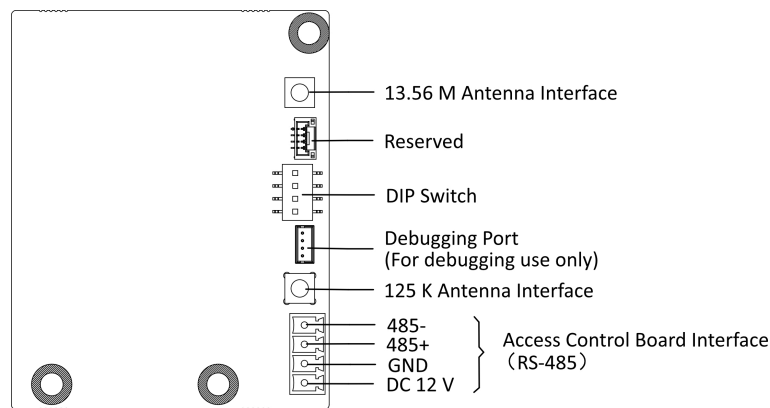 13.56 M Antenna Interface
Reserved
DIP Switch
Debugging Port
(For debugging use only)
125 K Antenna Interface
485-
485+
GND
DC 12 V
Access Control Board Interface
（RS-485）